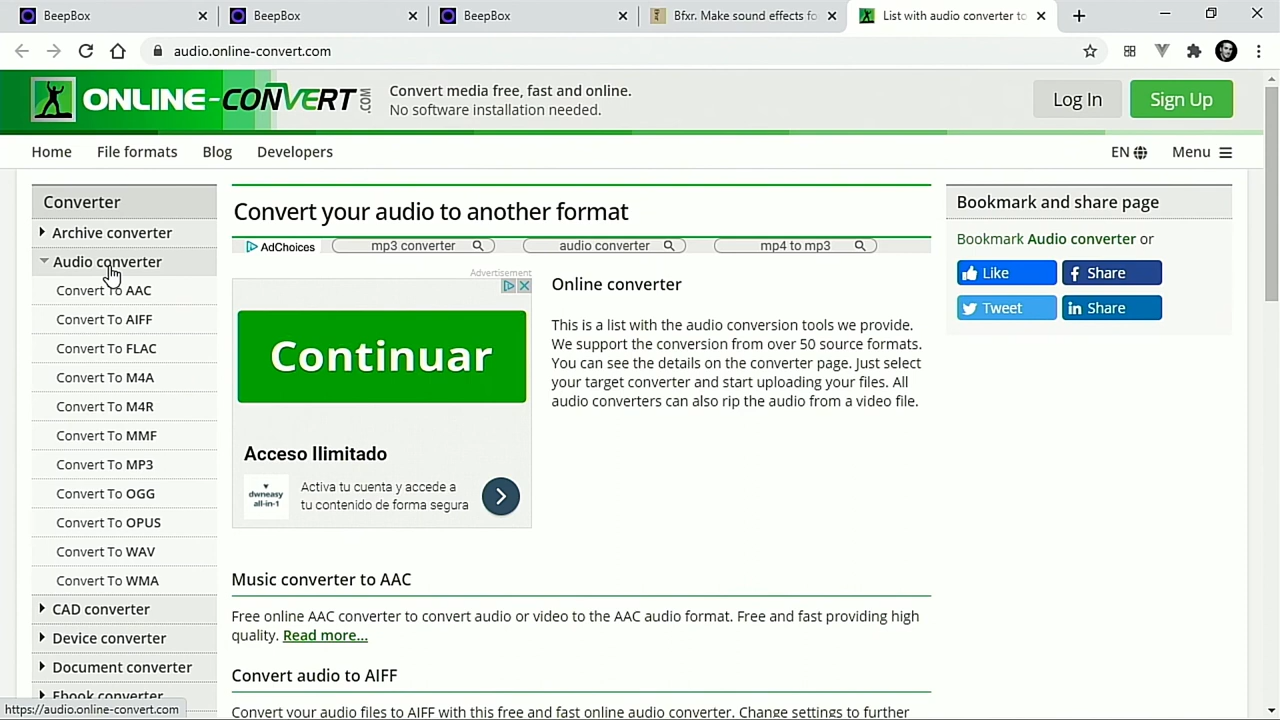 BeepBox
BeepBox
BeepBox
Bfxr. Make sound effects fo
List with audio converter to
audio.online-convert.com
ONLINE-CONVERT.COM
Convert media free, fast and online.
No software installation needed.
Log In
Sign Up
Home
File formats
Blog
Developers
EN
Menu
Converter
Archive converter
Audio converter
Convert To AAC
Convert To AIFF
Convert To FLAC
Convert To M4A
Convert To M4R
Convert To MMF
Convert To MP3
Convert To OGG
Convert To OPUS
Convert To WAV
Convert To WMA
CAD converter
Device converter
Document converter
Ebook converter
https://audio.online-convert.com
Convert your audio to another format
AdChoices
mp3 converter
audio converter
mp4 to mp3
Advertisement
Continuar
Acceso Ilimitado
dwneasy
all-in-1
Activa tu cuenta y accede a
tu contenido de forma segura
Online converter
This is a list with the audio conversion tools we provide.
We support the conversion from over 50 source formats.
You can see the details on the converter page. Just select
your target converter and start uploading your files. All
audio converters can also rip the audio from a video file.
Music converter to AAC
Free online AAC converter to convert audio or video to the AAC audio format. Free and fast providing high
quality. Read more...
Convert audio to AIFF
Convert your audio files to AIFF with this free and fast online audio converter. Change settings to further
Bookmark and share page
Bookmark Audio converter or
Like
Share
Tweet
Share